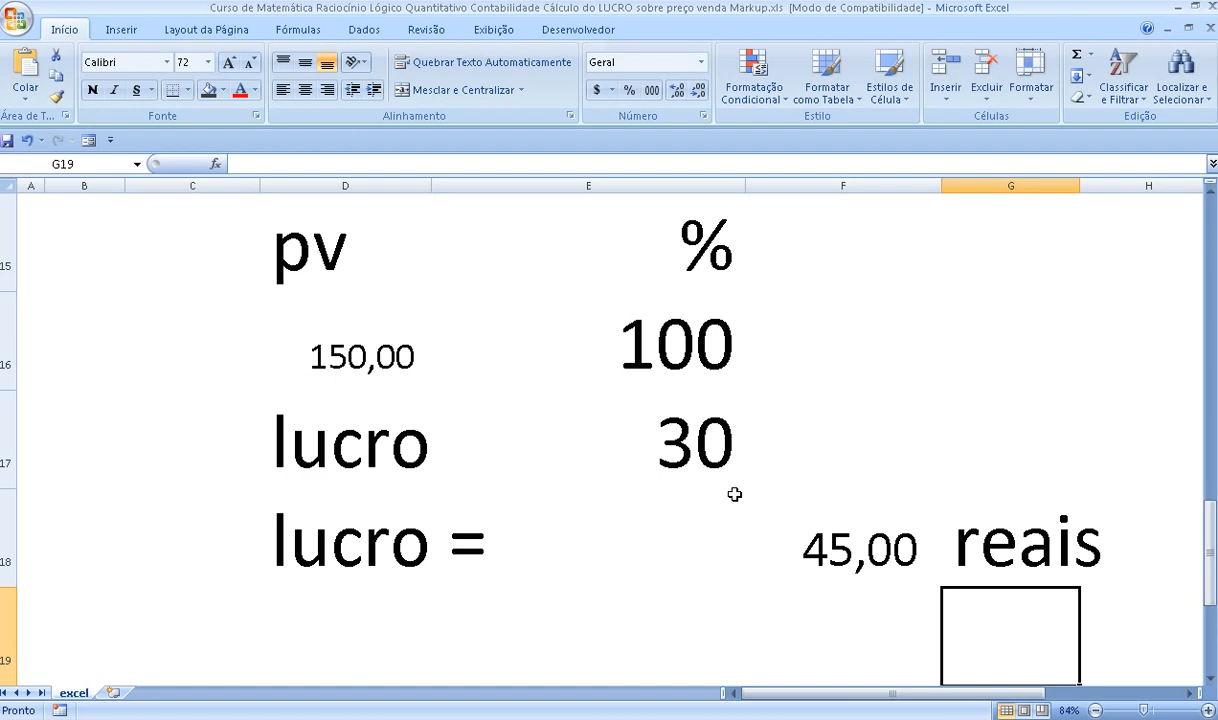 Curso de Matemática Raciocínio Lógico Quantitativo Contabilidade Cálculo do LUCRO sobre preço venda Markup.xls [Modo de Compatibilidade] - Microsoft Excel
Início Inserir Layout da Página Fórmulas Dados Revisão Exibição Desenvolvedor
Colar
Calibri 72
N I S
Quebrar Texto Automaticamente
Mesclar e Centralizar
Geral
$ % 000
Formatação Condicional
Formatar como Tabela
Estilos de Célula
Inserir
Excluir
Formatar
Classificar e Filtrar
Localizar e Selecionar
Área de T... Fonte Alinhamento Número Estilo Células Edição
G19 fx
A B C D E F G H
15 pv %
16 150,00 100
17 lucro 30
18 lucro = 45,00 reais
19
excel
Pronto 84%